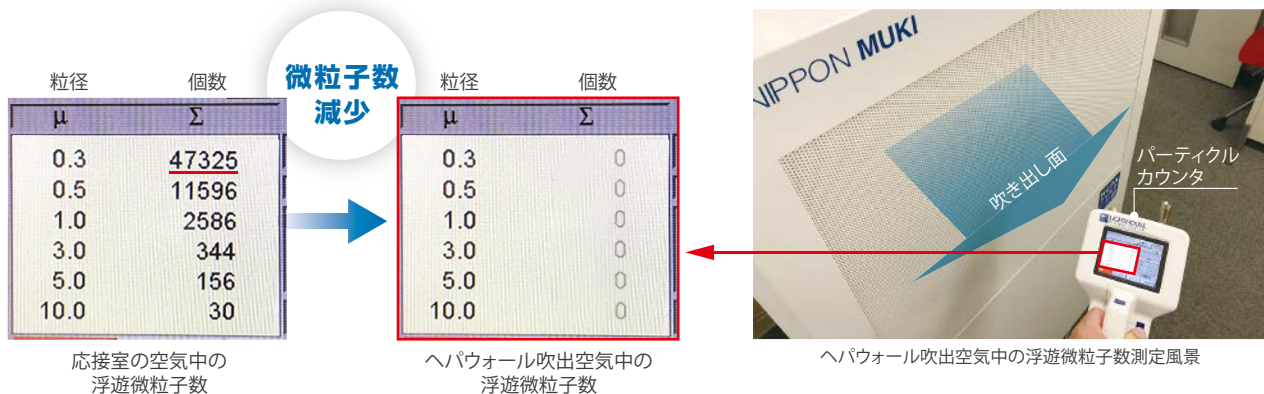 微粒子数
減少
粒径 個数
μ Σ
0.3 47325
0.5 11596
1.0 2586
3.0 344
5.0 156
10.0 30
応接室の空気中の
浮遊微粒子数
粒径 個数
μ Σ
0.3 0
0.5 0
1.0 0
3.0 0
5.0 0
10.0 0
ヘパウォール吹出空気中の
浮遊微粒子数
NIPPON MUKI
吹き出し面
パーティクル
カウンタ
LIGHTHOUSE
ヘパウォール吹出空気中の浮遊微粒子数測定風景